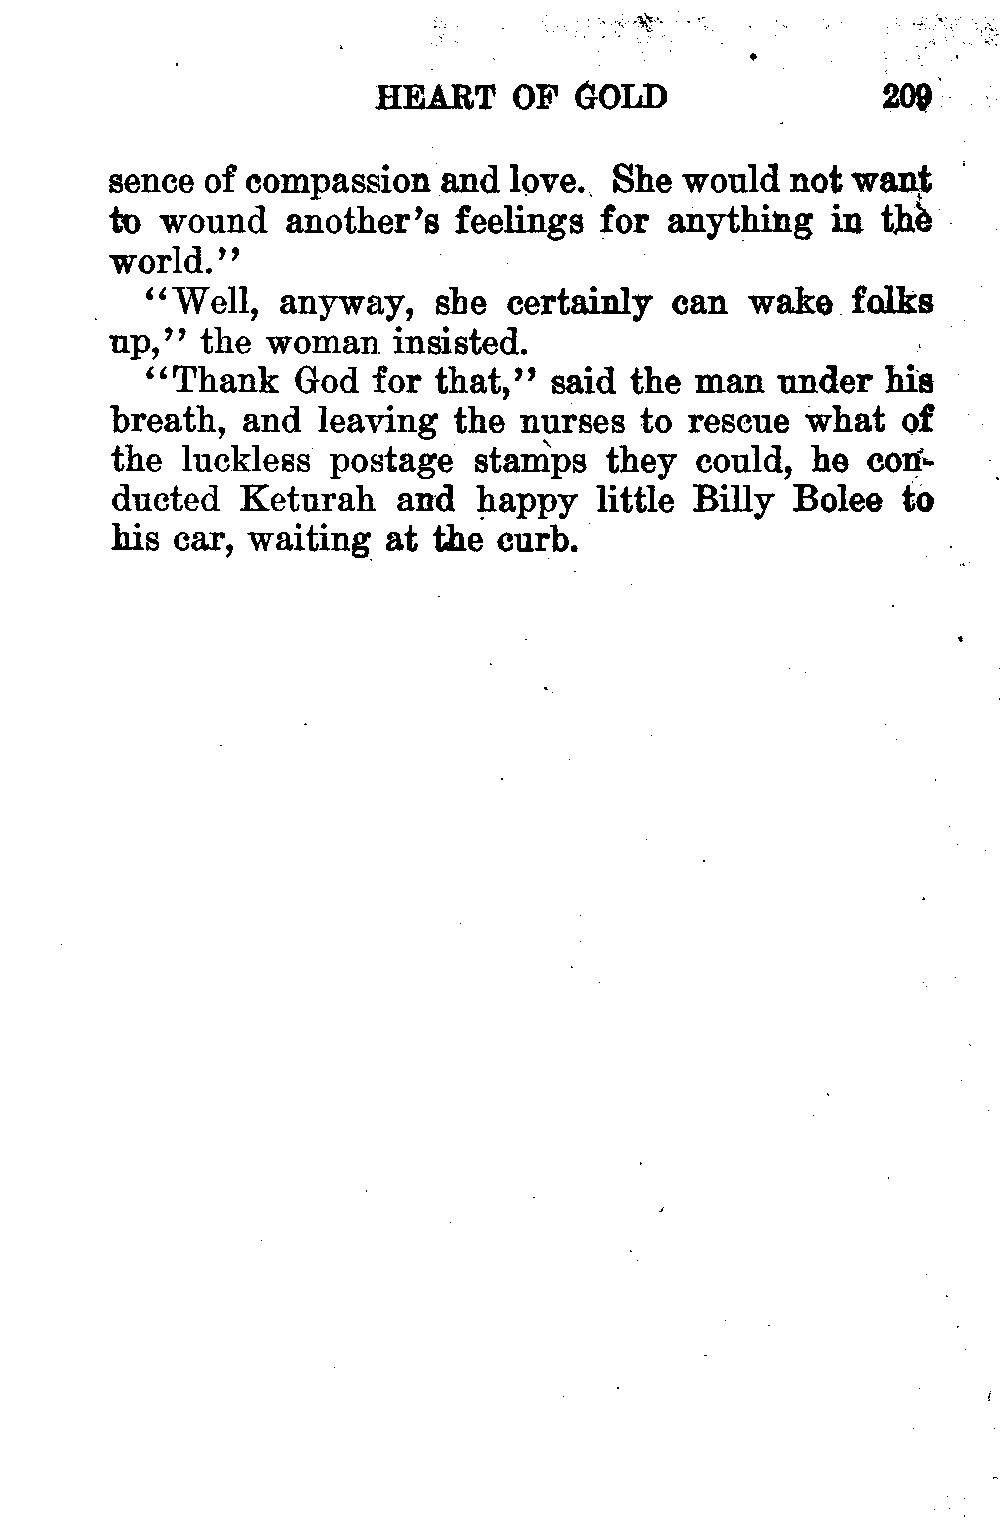 HEART OF GOLD 209
sence of compassion and love. She would not want
to wound another's feelings for anything in the
world."
"Well, anyway, she certainly can wake folks
up," the woman insisted.
"Thank God for that," said the man under his
breath, and leaving the nurses to rescue what of
the luckless postage stamps they could, he con-
ducted Keturah and happy little Billy Bolee to
his car, waiting at the curb.